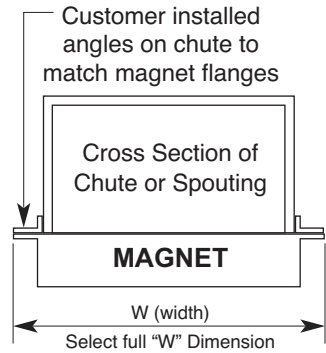 Customer installed
angles on chute to
match magnet flanges
Cross Section of
Chute or Spouting
MAGNET
W (width)
Select full “W” Dimension